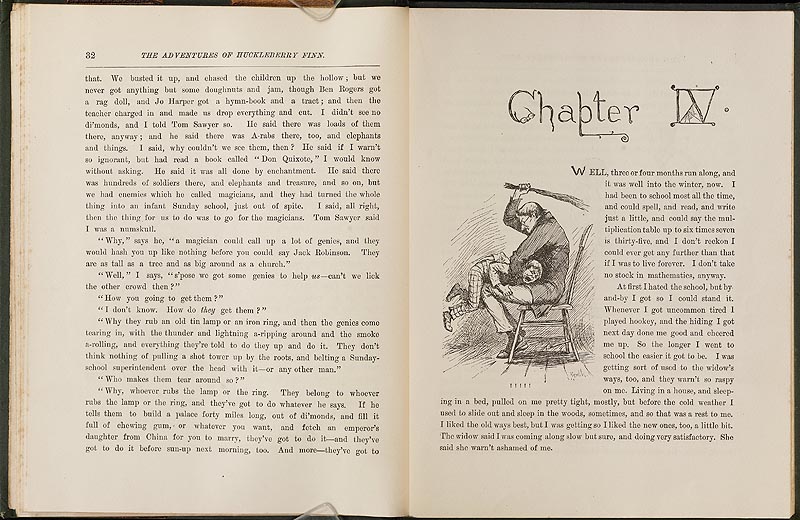 32 THE ADVENTURES OF HUCKLEBERRY FINN.
that. We busted it up, and chased the children up the hollow; but we
never got anything but some doughnuts and jam, though Ben Rogers got
a rag doll, and Jo Harper got a hymn-book and a tract; and then the
teacher charged in and made us drop everything and cut. I didn't see no
di'monds, and I told Tom Sawyer so. He said there was loads of them
there, anyway; and he said there was A-rabs there, too, and elephants
and things. I said, why couldn't we see them, then? He said if I warn't
so ignorant, but had read a book called "Don Quixote," I would know
without asking. He said it was all done by enchantment. He said there
was hundreds of soldiers there, and elephants and treasure, and so on, but
we had enemies which he called magicians, and they had turned the whole
thing into an infant Sunday school, just out of spite. I said, all right,
then the thing for us to do was to go for the magicians. Tom Sawyer said
I was a numskull.
"Why," says he, "a magician could call up a lot of genies, and they
would hash you up like nothing before you could say Jack Robinson. They
are as tall as a tree and as big around as a church."
"Well," I says, "s'pose we got some genies to help us—can't we lick
the other crowd then?"
"How you going to get them?"
"I don't know. How do they get them?"
"Why they rub an old tin lamp or an iron ring, and then the genies come
tearing in, with the thunder and lightning a-ripping around and the smoke
a-rolling, and everything they're told to do they up and do it. They don't
think nothing of pulling a shot tower up by the roots, and belting a Sunday-
school superintendent over the head with it—or any other man."
"Who makes them tear around so?"
"Why, whoever rubs the lamp or the ring. They belong to whoever
rubs the lamp or the ring, and they've got to do whatever he says. If he
tells them to build a palace forty miles long, out of di'monds, and fill it
full of chewing gum, or whatever you want, and fetch an emperor's
daughter from China for you to marry, they've got to do it—and they've
got to do it before sun-up next morning, too. And more—they've got to
Chapter IV.
WELL, three or four months run along, and
it was well into the winter, now. I
had been to school most all the time,
and could spell, and read, and write
just a little, and could say the mul-
tiplication table up to six times seven
is thirty-five, and I don't reckon I
could ever get any further than that
if I was to live forever. I don't take
no stock in mathematics, anyway.
At first I hated the school, but by-
and-by I got so I could stand it.
Whenever I got uncommon tired I
played hookey, and the hiding I got
next day done me good and cheered
me up. So the longer I went to
school the easier it got to be. I was
getting sort of used to the widow's
ways, too, and they warn't so raspy
on me. Living in a house, and sleep-
ing in a bed, pulled on me pretty tight, mostly, but before the cold weather I
used to slide out and sleep in the woods, sometimes, and so that was a rest to me.
I liked the old ways best, but I was getting so I liked the new ones, too, a little bit.
The widow said I was coming along slow but sure, and doing very satisfactory. She
said she warn't ashamed of me.
! ! ! ! !